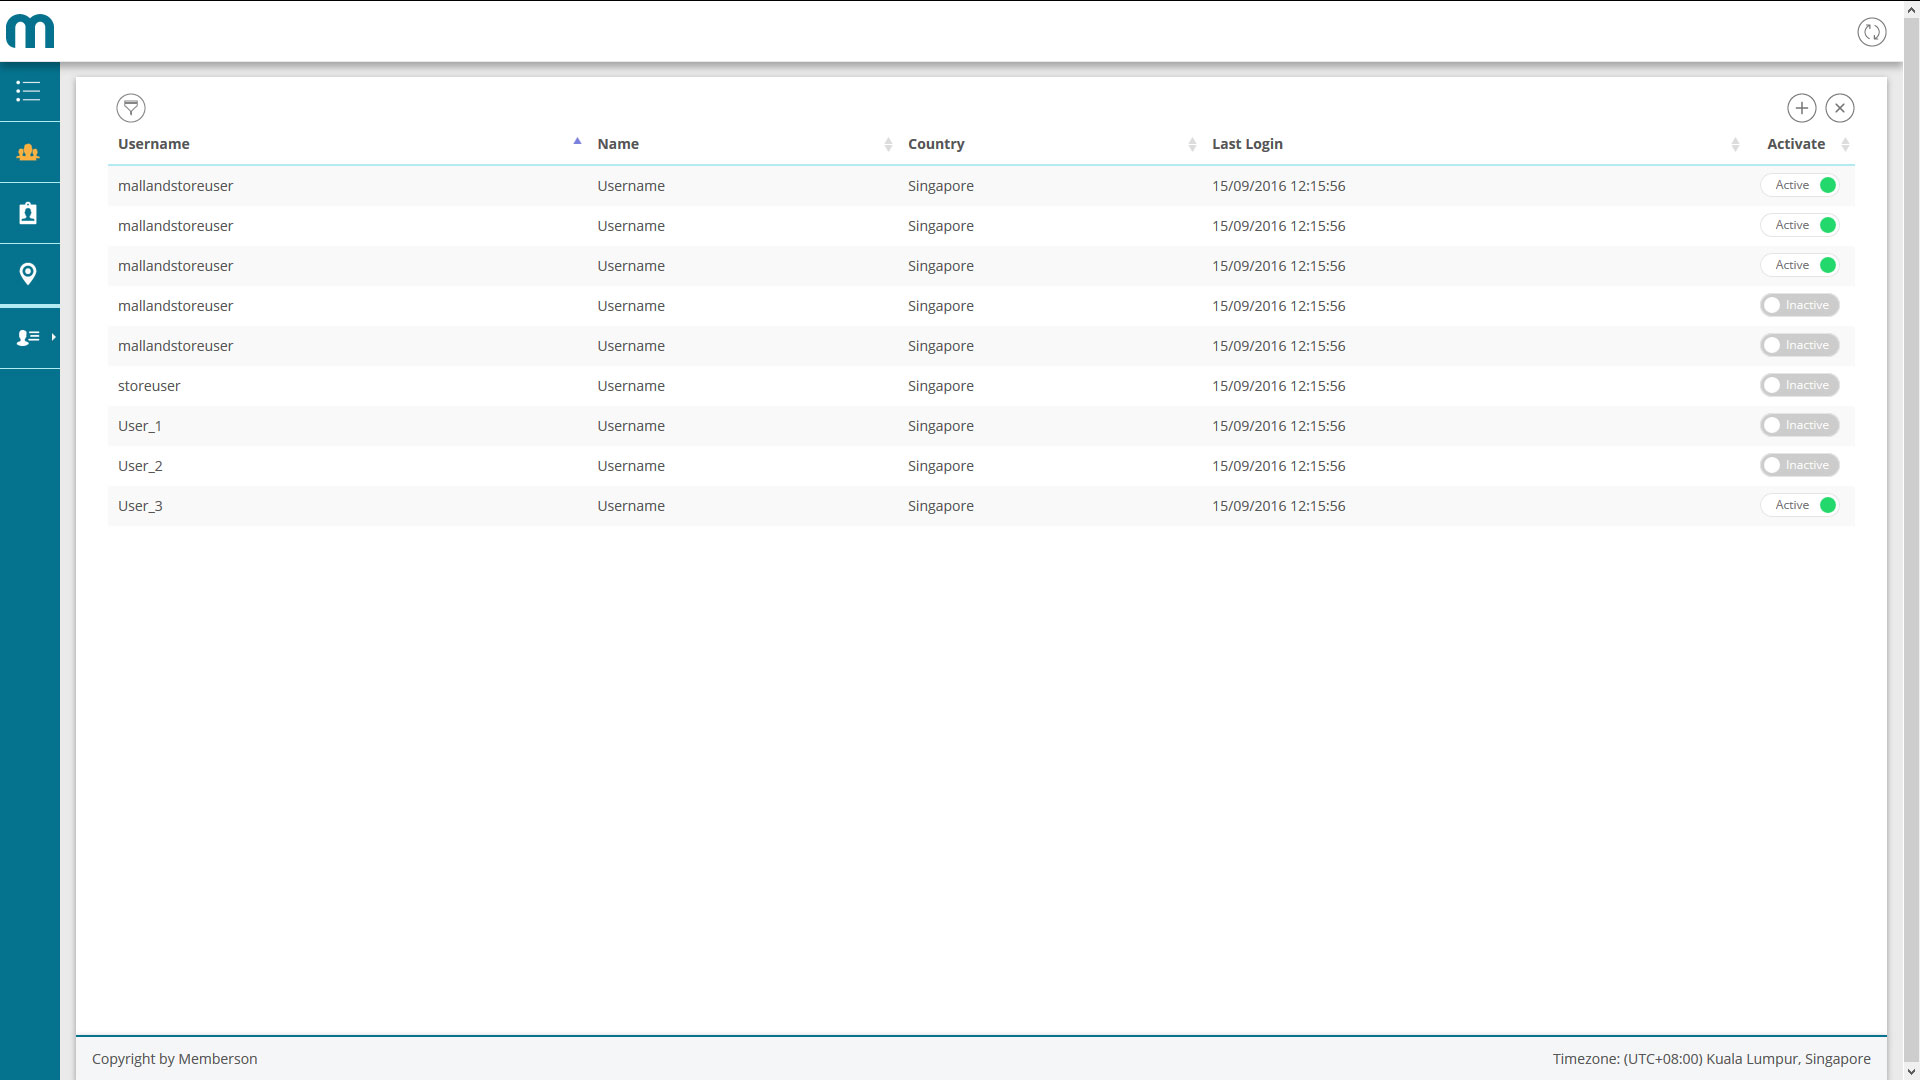 m
Username Name Country Last Login Activate
mallandstoreuser Username Singapore 15/09/2016 12:15:56 Active
mallandstoreuser Username Singapore 15/09/2016 12:15:56 Active
mallandstoreuser Username Singapore 15/09/2016 12:15:56 Active
mallandstoreuser Username Singapore 15/09/2016 12:15:56 Inactive
mallandstoreuser Username Singapore 15/09/2016 12:15:56 Inactive
storeuser Username Singapore 15/09/2016 12:15:56 Inactive
User_1 Username Singapore 15/09/2016 12:15:56 Inactive
User_2 Username Singapore 15/09/2016 12:15:56 Inactive
User_3 Username Singapore 15/09/2016 12:15:56 Active
Copyright by Memberson Timezone: (UTC+08:00) Kuala Lumpur, Singapore